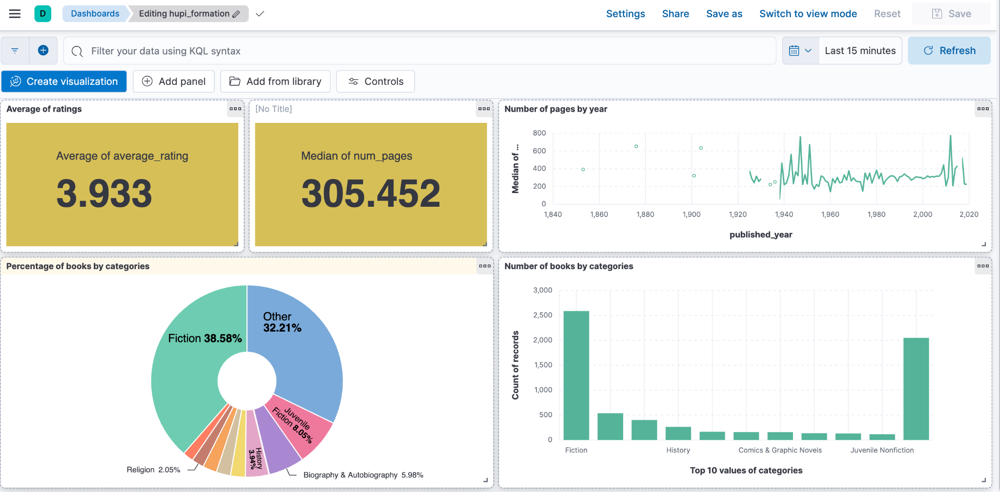 D
Dashboards
Editing hupi_formation
Settings
Share
Save as
Switch to view mode
Reset
Save
Filter your data using KQL syntax
Last 15 minutes
Refresh
Create visualization
Add panel
Add from library
Controls
Average of ratings
Average of average_rating
3.933
[No Title]
Median of num_pages
305.452
Number of pages by year
Median of ...
800
600
400
200
0
1,840
1,860
1,880
1,900
1,920
1,940
1,960
1,980
2,000
2,020
published_year
Percentage of books by categories
Other
32.21%
Fiction 38.58%
Juvenile
Fiction 8.05%
History
3.94%
Religion 2.05%
Biography & Autobiography 5.98%
Number of books by categories
Count of records
3,000
2,500
2,000
1,500
1,000
500
0
Fiction
History
Comics & Graphic Novels
Juvenile Nonfiction
Top 10 values of categories